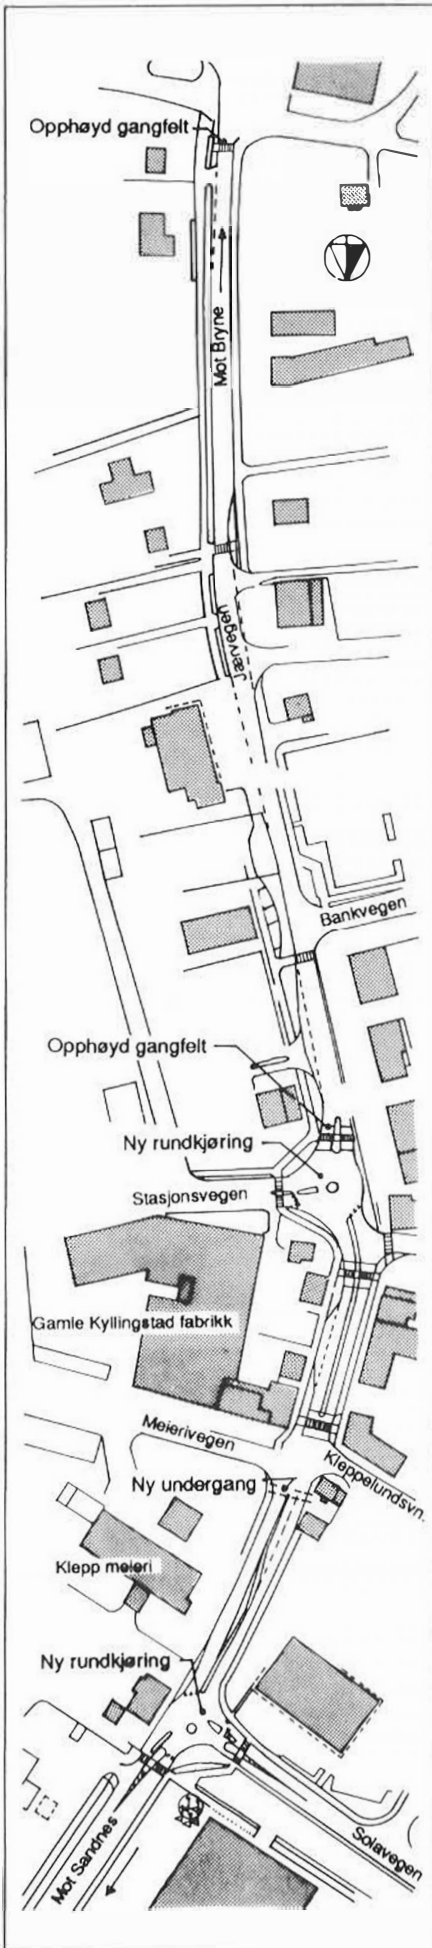 Opphøyd gangfelt
Mot Bryne
Jærvegen
Bankvegen
Opphøyd gangfelt
Ny rundkjøring
Stasjonsvegen
Gamle Kyllingstad fabrikk
Meierivegen
Ny undergang
Kleppelundsvn.
Klepp meieri
Ny rundkjøring
Mot Sandnes
Solavegen